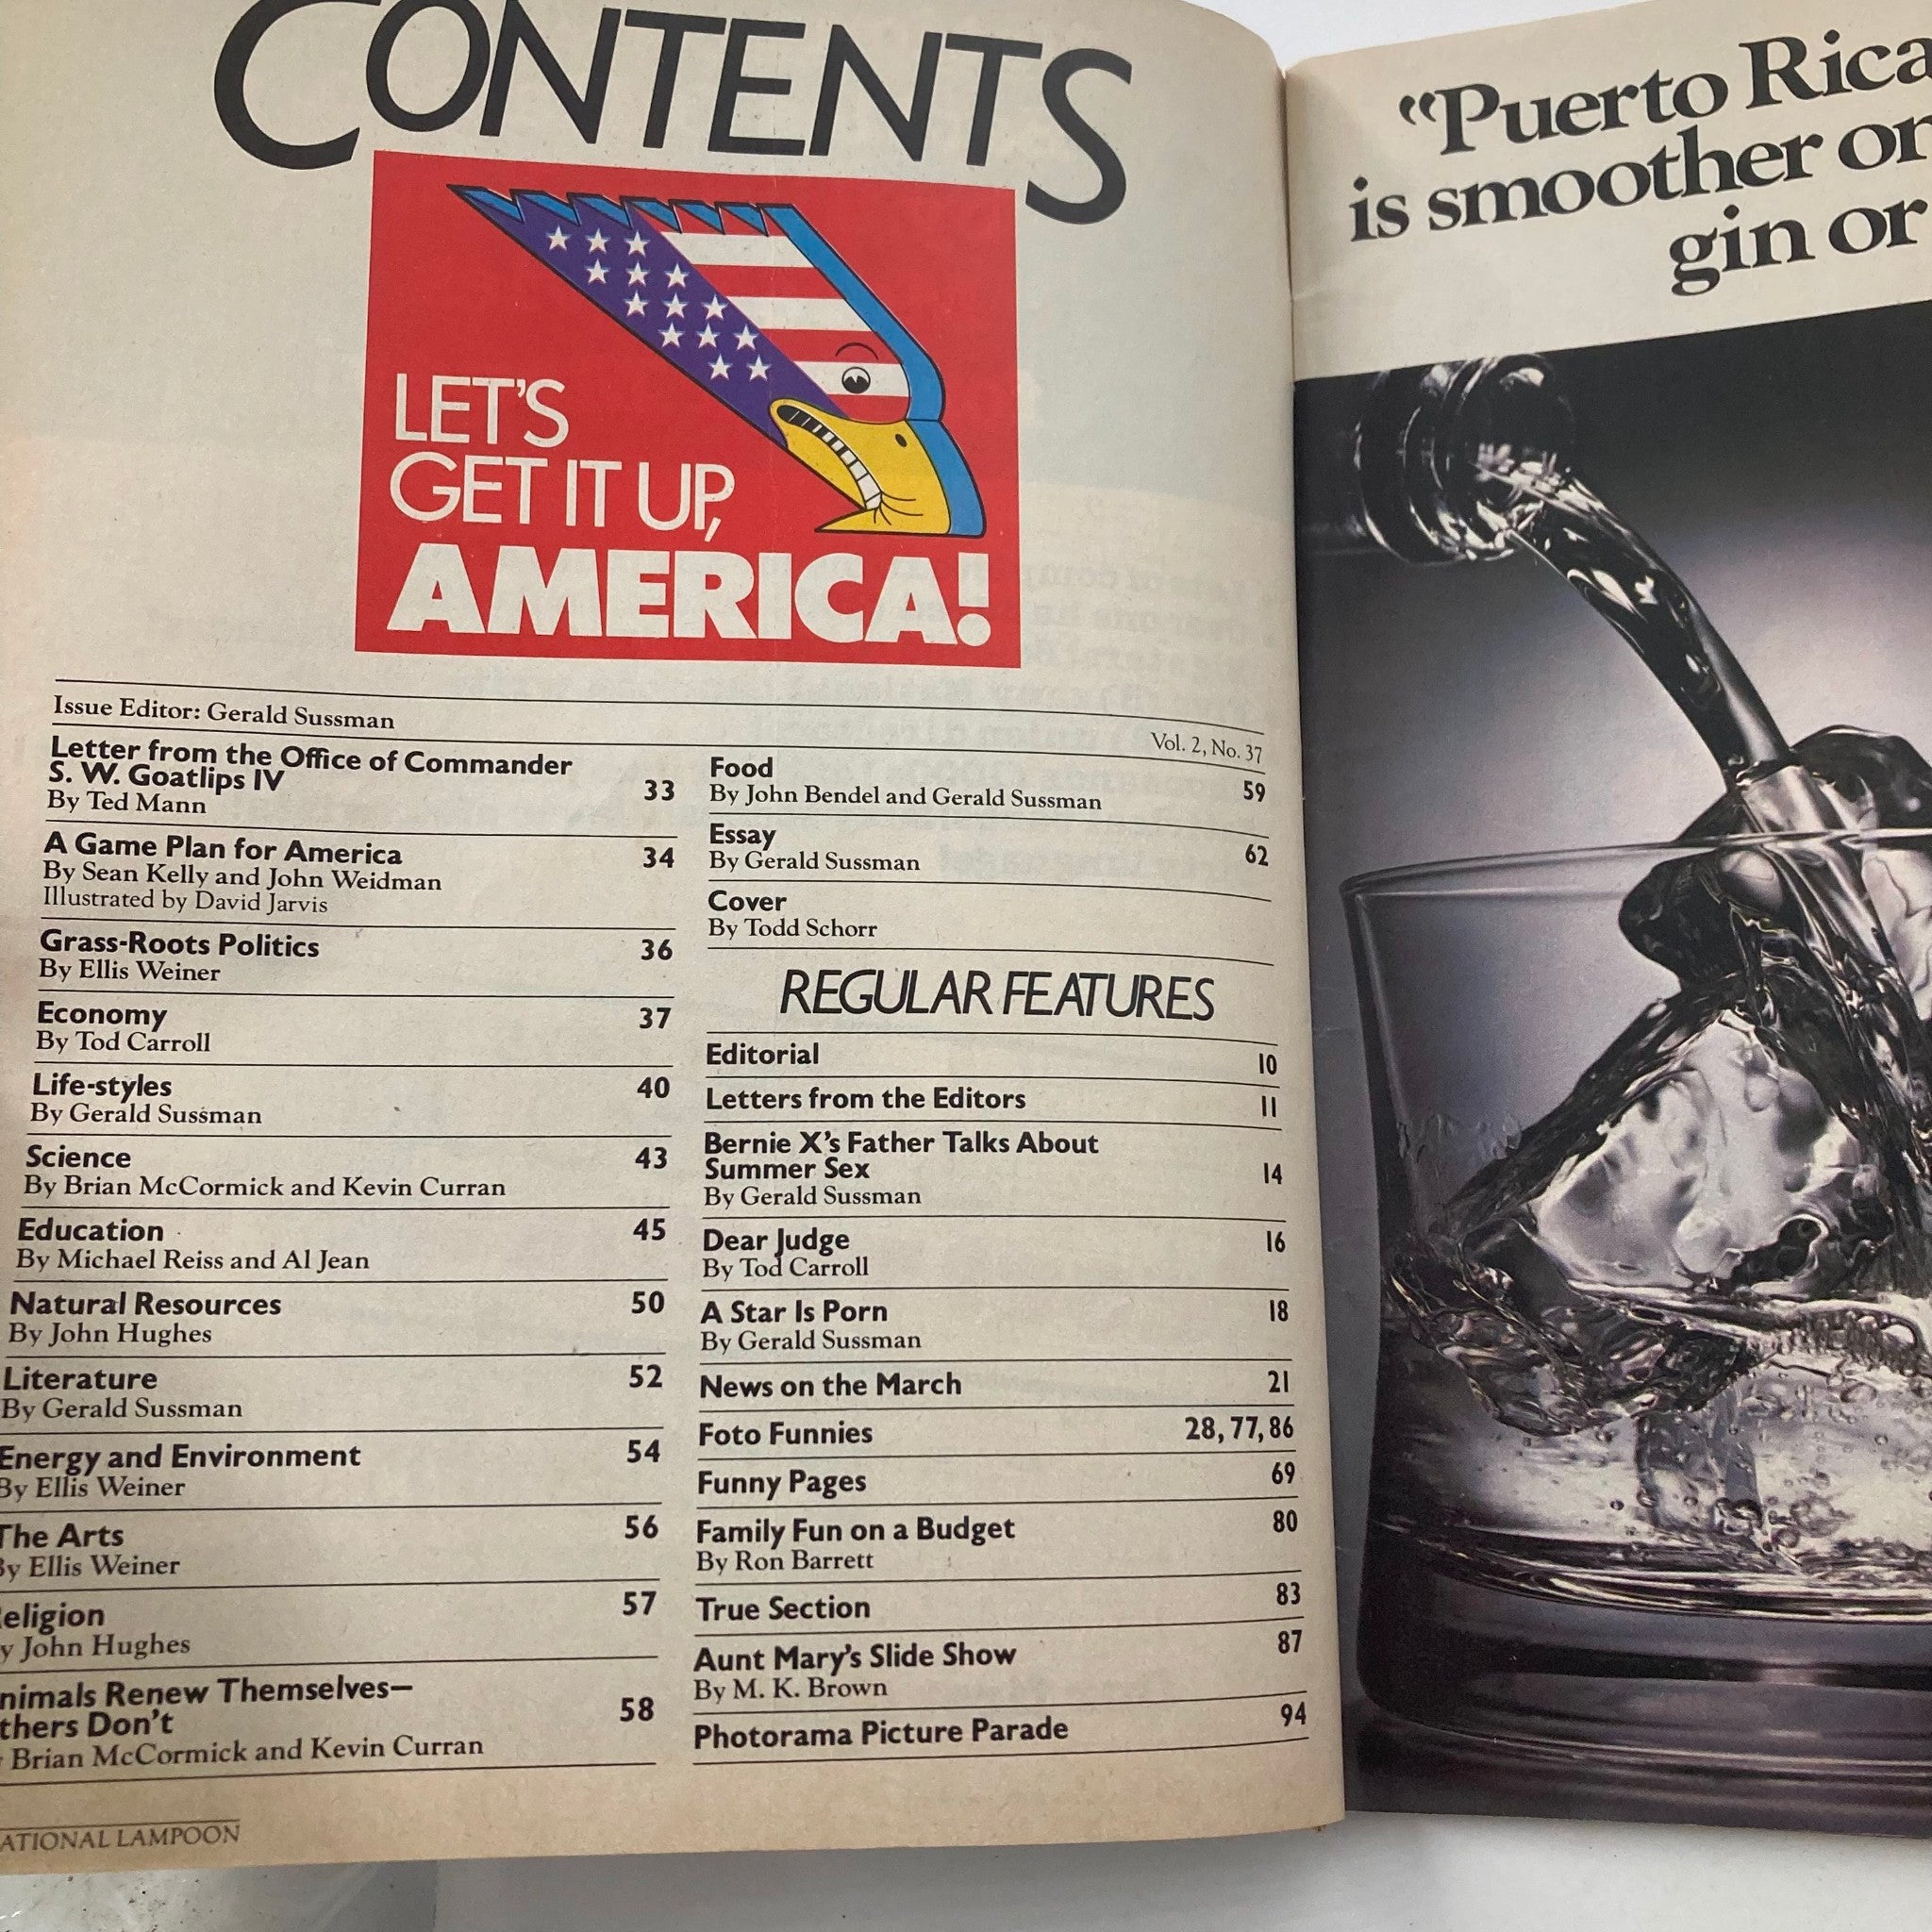 CONTENTS
LET'S
GET IT UP,
AMERICA!
Issue Editor: Gerald Sussman
Vol. 2, No. 37
Letter from the Office of Commander
S. W. Goatlips IV 33
By Ted Mann
A Game Plan for America 34
By Sean Kelly and John Weidman
Illustrated by David Jarvis
Grass-Roots Politics 36
By Ellis Weiner
Economy 37
By Tod Carroll
Life-styles 40
By Gerald Sussman
Science 43
By Brian McCormick and Kevin Curran
Education 45
By Michael Reiss and Al Jean
Natural Resources 50
By John Hughes
Literature 52
By Gerald Sussman
Energy and Environment 54
By Ellis Weiner
The Arts 56
By Ellis Weiner
eligion 57
y John Hughes
nimals Renew Themselves—
thers Don't 58
Brian McCormick and Kevin Curran
ATIONAL LAMPOON
Food 59
By John Bendel and Gerald Sussman
Essay 62
By Gerald Sussman
Cover
By Todd Schorr
REGULAR FEATURES
Editorial 10
Letters from the Editors 11
Bernie X's Father Talks About
Summer Sex 14
By Gerald Sussman
Dear Judge 16
By Tod Carroll
A Star Is Porn 18
By Gerald Sussman
News on the March 21
Foto Funnies 28, 77, 86
Funny Pages 69
Family Fun on a Budget 80
By Ron Barrett
True Section 83
Aunt Mary's Slide Show 87
By M. K. Brown
Photorama Picture Parade 94
"Puerto Rica
is smoother or
gin or